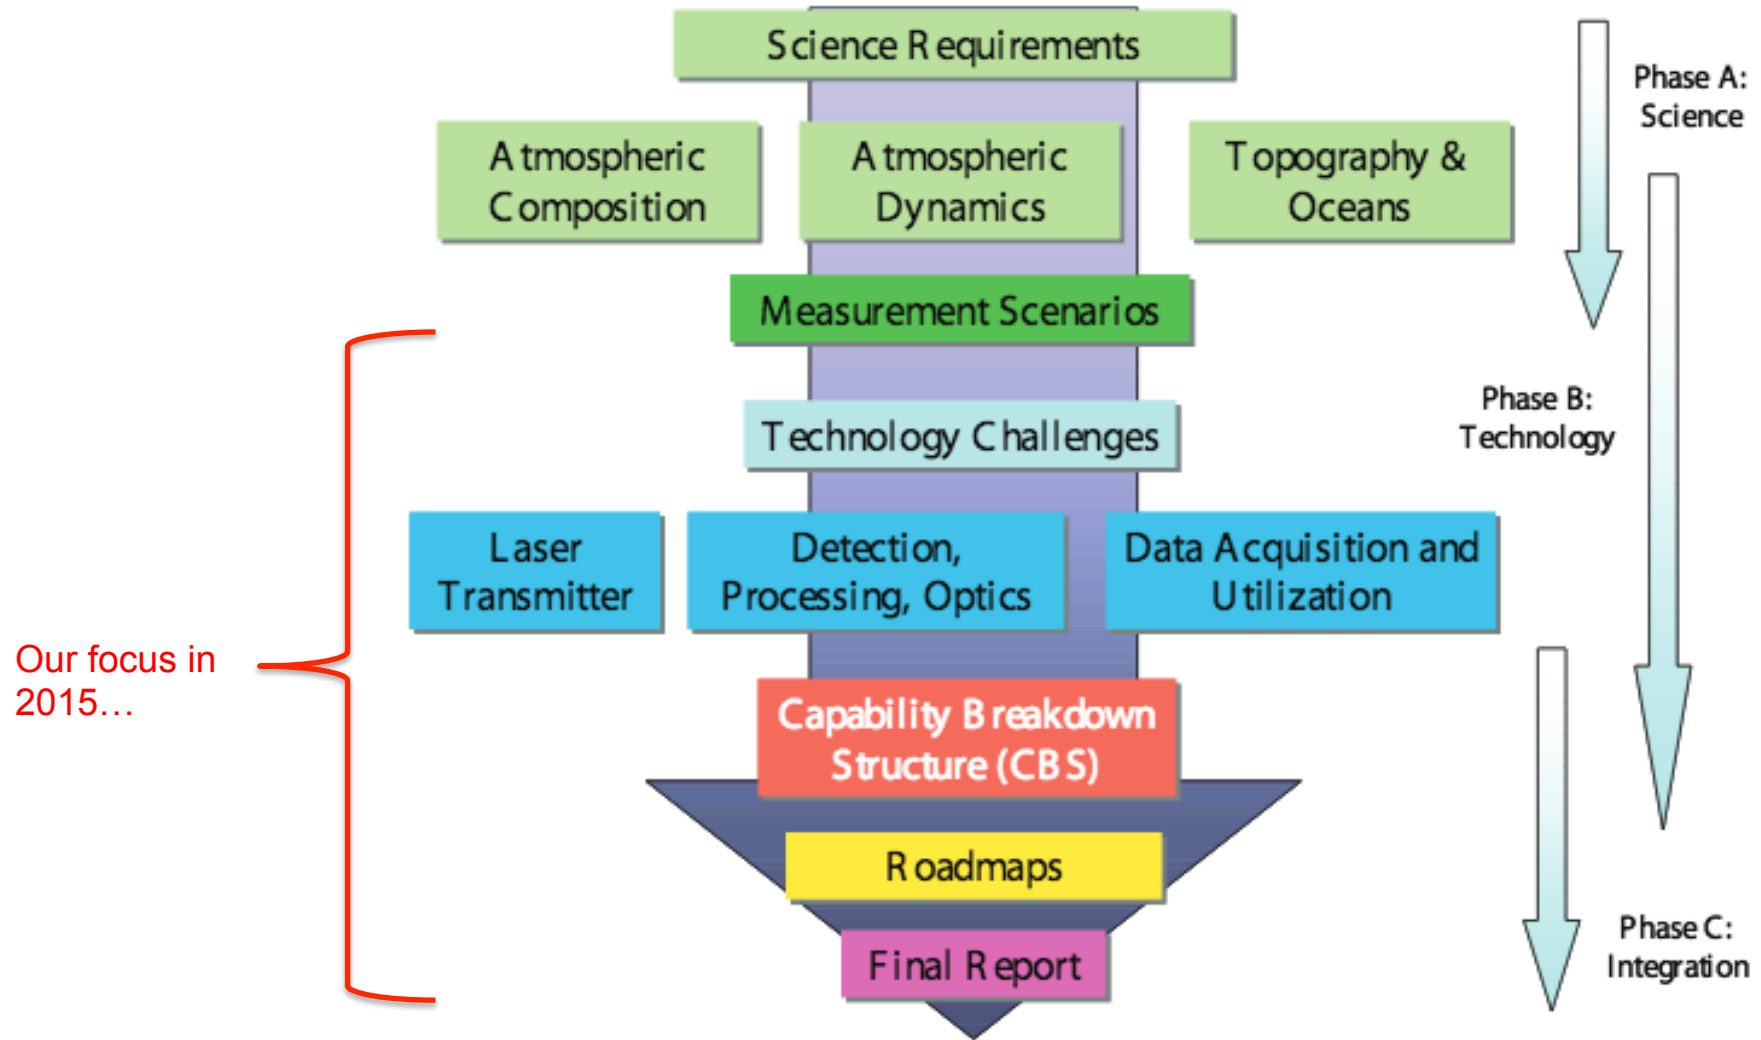 Science Requirements
Phase A:
Science
Atmospheric
Composition
Atmospheric
Dynamics
Topography &
Oceans
Measurement Scenarios
Phase B:
Technology
Technology Challenges
Laser
Transmitter
Detection,
Processing, Optics
Data Acquisition and
Utilization
Our focus in
2015…
Capability Breakdown
Structure (CBS)
Roadmaps
Final Report
Phase C:
Integration